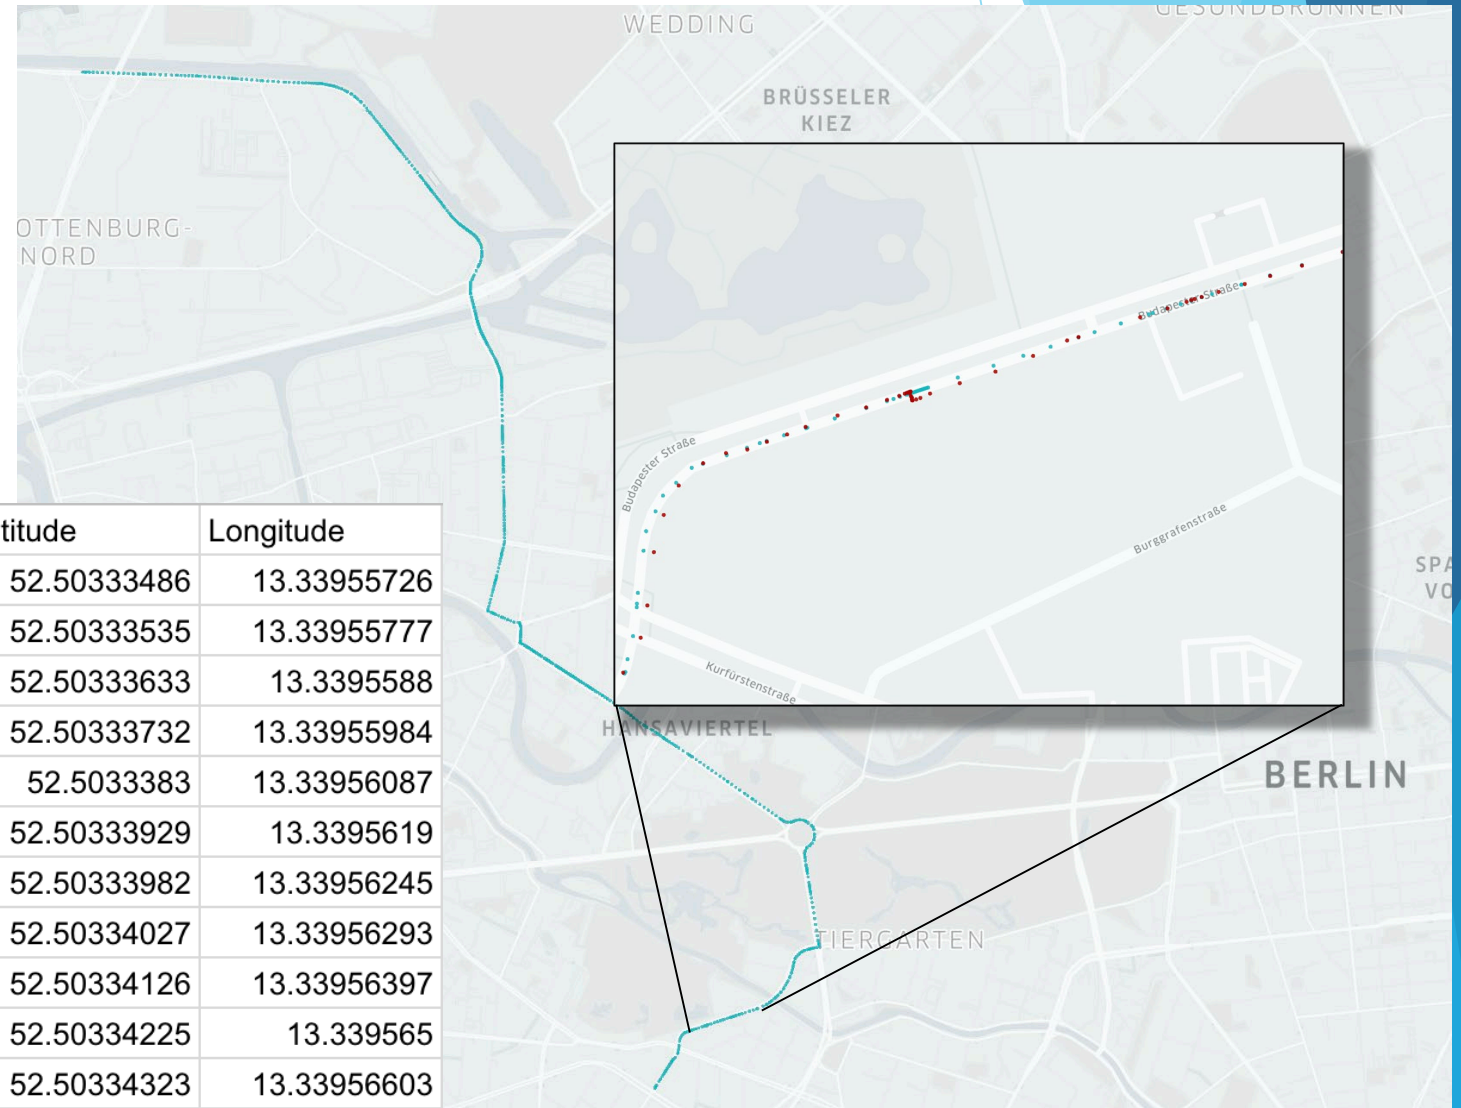 WEDDING
GESUNDBRUNNEN
BRÜSSELER
KIEZ
OTTENBURG-
NORD
Budapester Straße
Budapester Straße
Burggrafenstraße
Kurfürstenstraße
SPA
VO
HANSAVIERTEL
BERLIN
TIERGARTEN
titude Longitude
52.50333486 13.33955726
52.50333535 13.33955777
52.50333633 13.3395588
52.50333732 13.33955984
52.5033383 13.33956087
52.50333929 13.3395619
52.50333982 13.33956245
52.50334027 13.33956293
52.50334126 13.33956397
52.50334225 13.339565
52.50334323 13.33956603